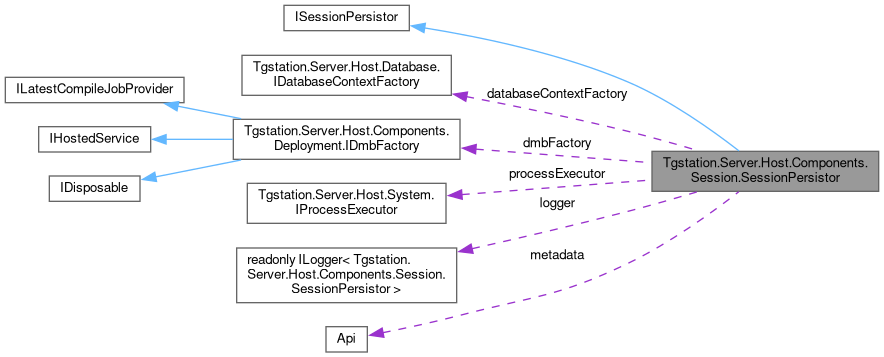 ISessionPersistor
Tgstation.Server.Host.Database.
IDatabaseContextFactory
databaseContextFactory
ILatestCompileJobProvider
IHostedService
Tgstation.Server.Host.Components.
Deployment.IDmbFactory
dmbFactory
Tgstation.Server.Host.Components.
Session.SessionPersistor
processExecutor
IDisposable
Tgstation.Server.Host.System.
IProcessExecutor
logger
readonly ILogger< Tgstation.
Server.Host.Components.Session.
SessionPersistor >
metadata
Api